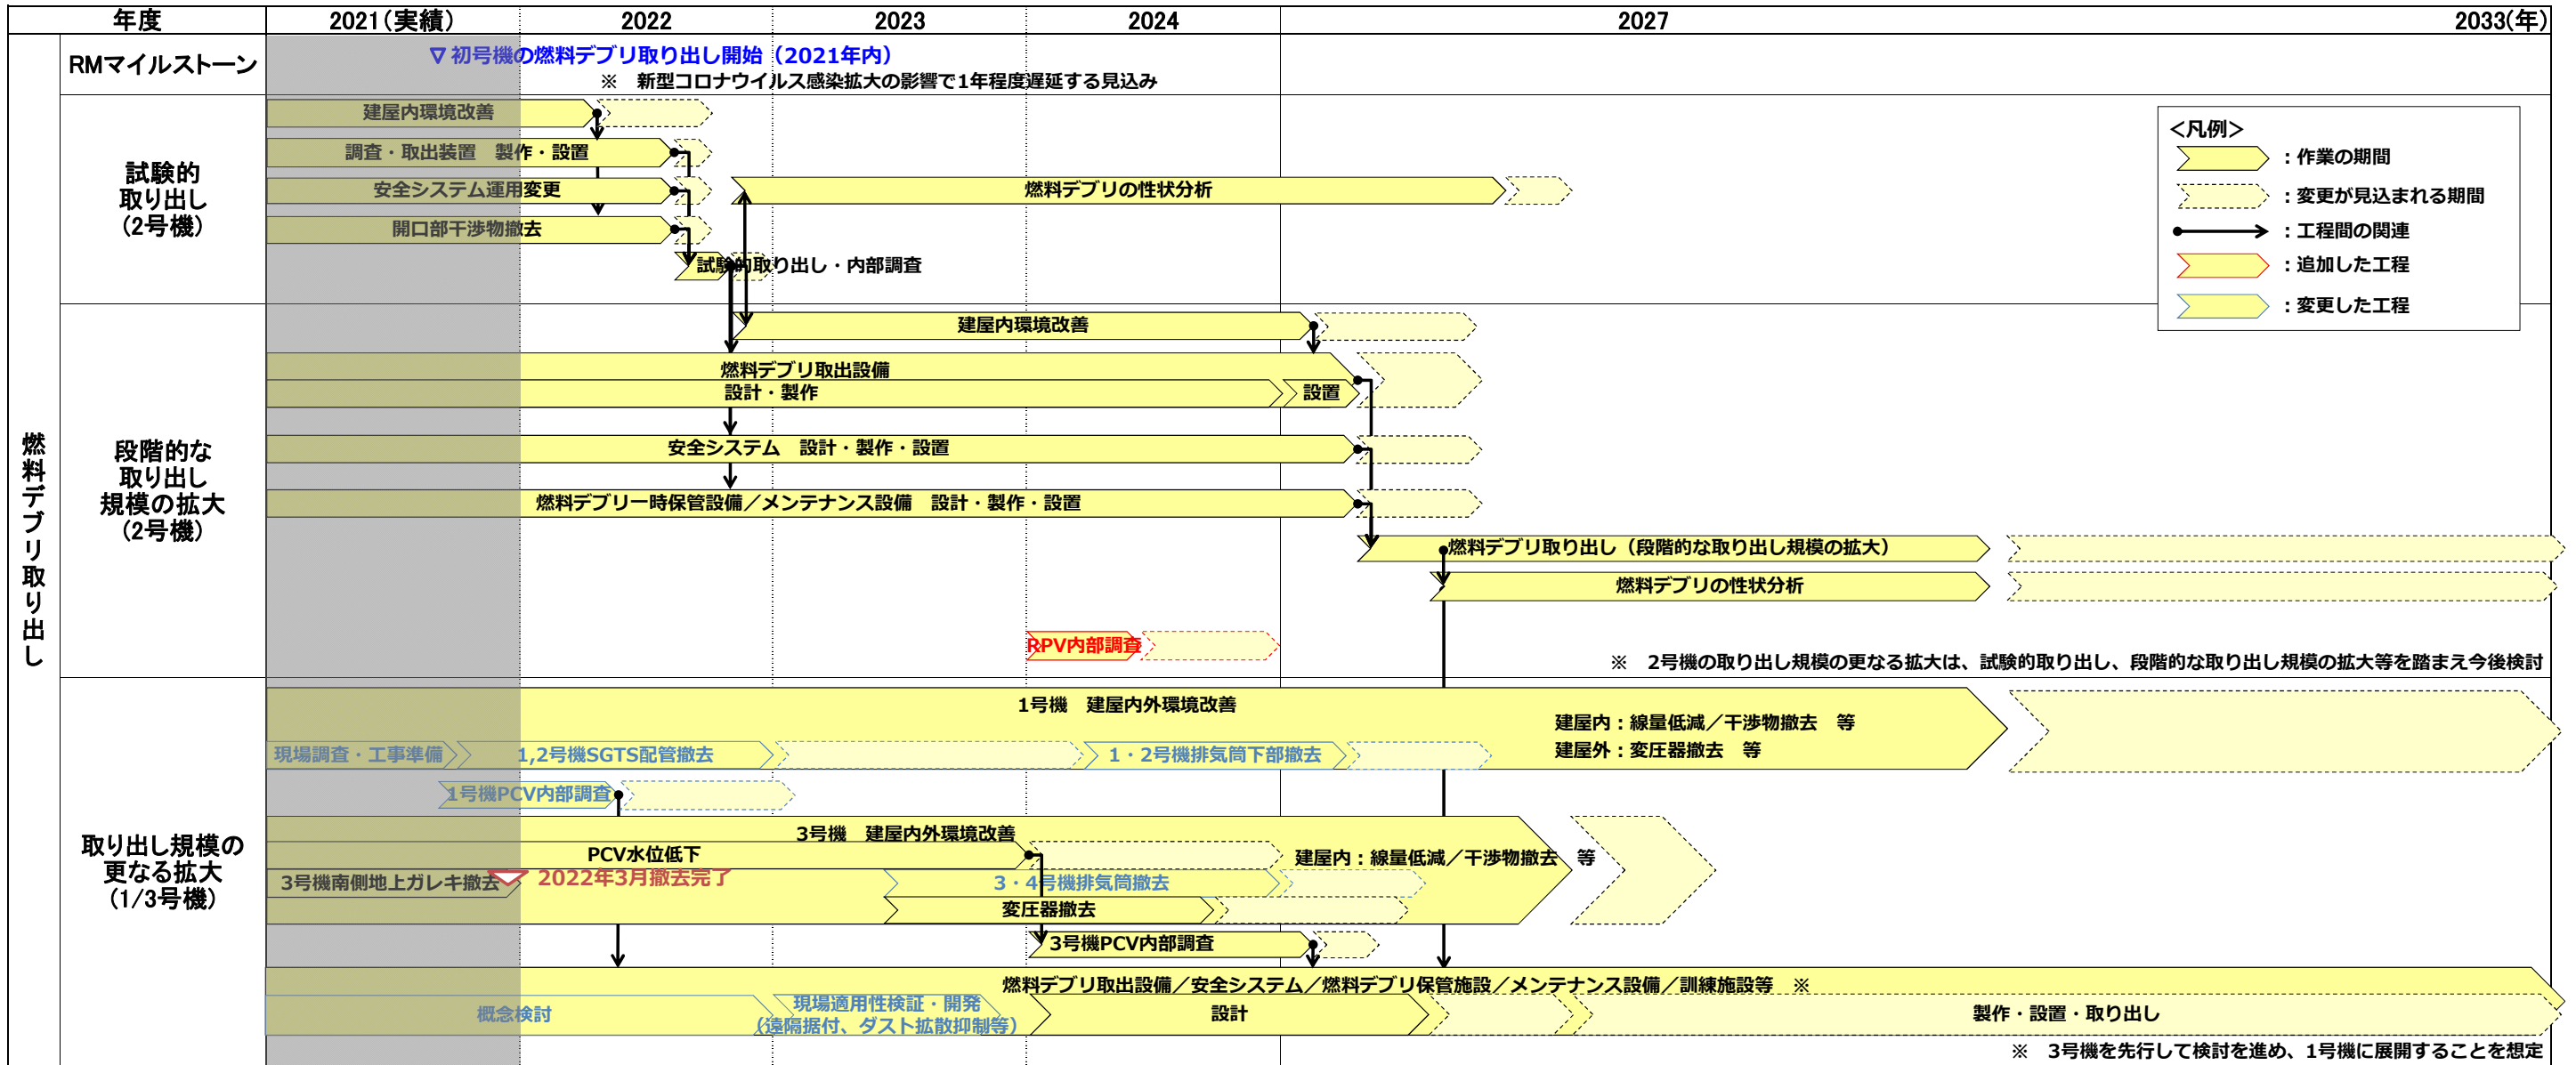 年度 2021(実績) 2022 2023 2024 2027 2033(年)
燃料デブリ取り出し
RMマイルストーン
▽初号機の燃料デブリ取り出し開始（2021年内）
※　新型コロナウイルス感染拡大の影響で1年程度遅延する見込み
試験的
取り出し
(2号機)
建屋内環境改善
調査・取出装置　製作・設置
安全システム運用変更
燃料デブリの性状分析
開口部干渉物撤去
試験的取り出し・内部調査
＜凡例＞
：作業の期間
：変更が見込まれる期間
：工程間の関連
：追加した工程
：変更した工程
段階的な
取り出し
規模の拡大
(2号機)
建屋内環境改善
燃料デブリ取出設備
設計・製作 設置
安全システム　設計・製作・設置
燃料デブリ一時保管設備／メンテナンス設備　設計・製作・設置
燃料デブリ取り出し（段階的な取り出し規模の拡大）
燃料デブリの性状分析
RPV内部調査
※　2号機の取り出し規模の更なる拡大は、試験的取り出し、段階的な取り出し規模の拡大等を踏まえ今後検討
取り出し規模の
更なる拡大
(1/3号機)
1号機　建屋内外環境改善
建屋内：線量低減／干渉物撤去　等
建屋外：変圧器撤去　等
現場調査・工事準備 1,2号機SGTS配管撤去 1・2号機排気筒下部撤去
1号機PCV内部調査
3号機　建屋内外環境改善
PCV水位低下
建屋内：線量低減／干渉物撤去　等
3号機南側地上ガレキ撤去 2022年3月撤去完了 3・4号機排気筒撤去
変圧器撤去
3号機PCV内部調査
燃料デブリ取出設備／安全システム／燃料デブリ保管施設／メンテナンス設備／訓練施設等　※
概念検討
現場適用性検証・開発
（遠隔据付、ダスト拡散抑制等）
設計
製作・設置・取り出し
※　3号機を先行して検討を進め、1号機に展開することを想定